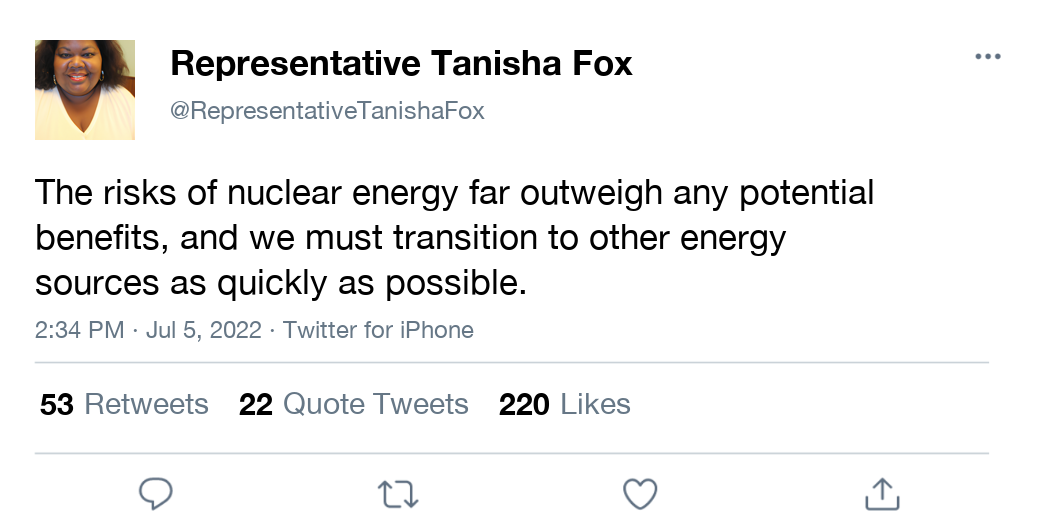 Representative Tanisha Fox
@RepresentativeTanishaFox
The risks of nuclear energy far outweigh any potential
benefits, and we must transition to other energy
sources as quickly as possible.
2:34 PM · Jul 5, 2022 · Twitter for iPhone
53 Retweets 22 Quote Tweets 220 Likes